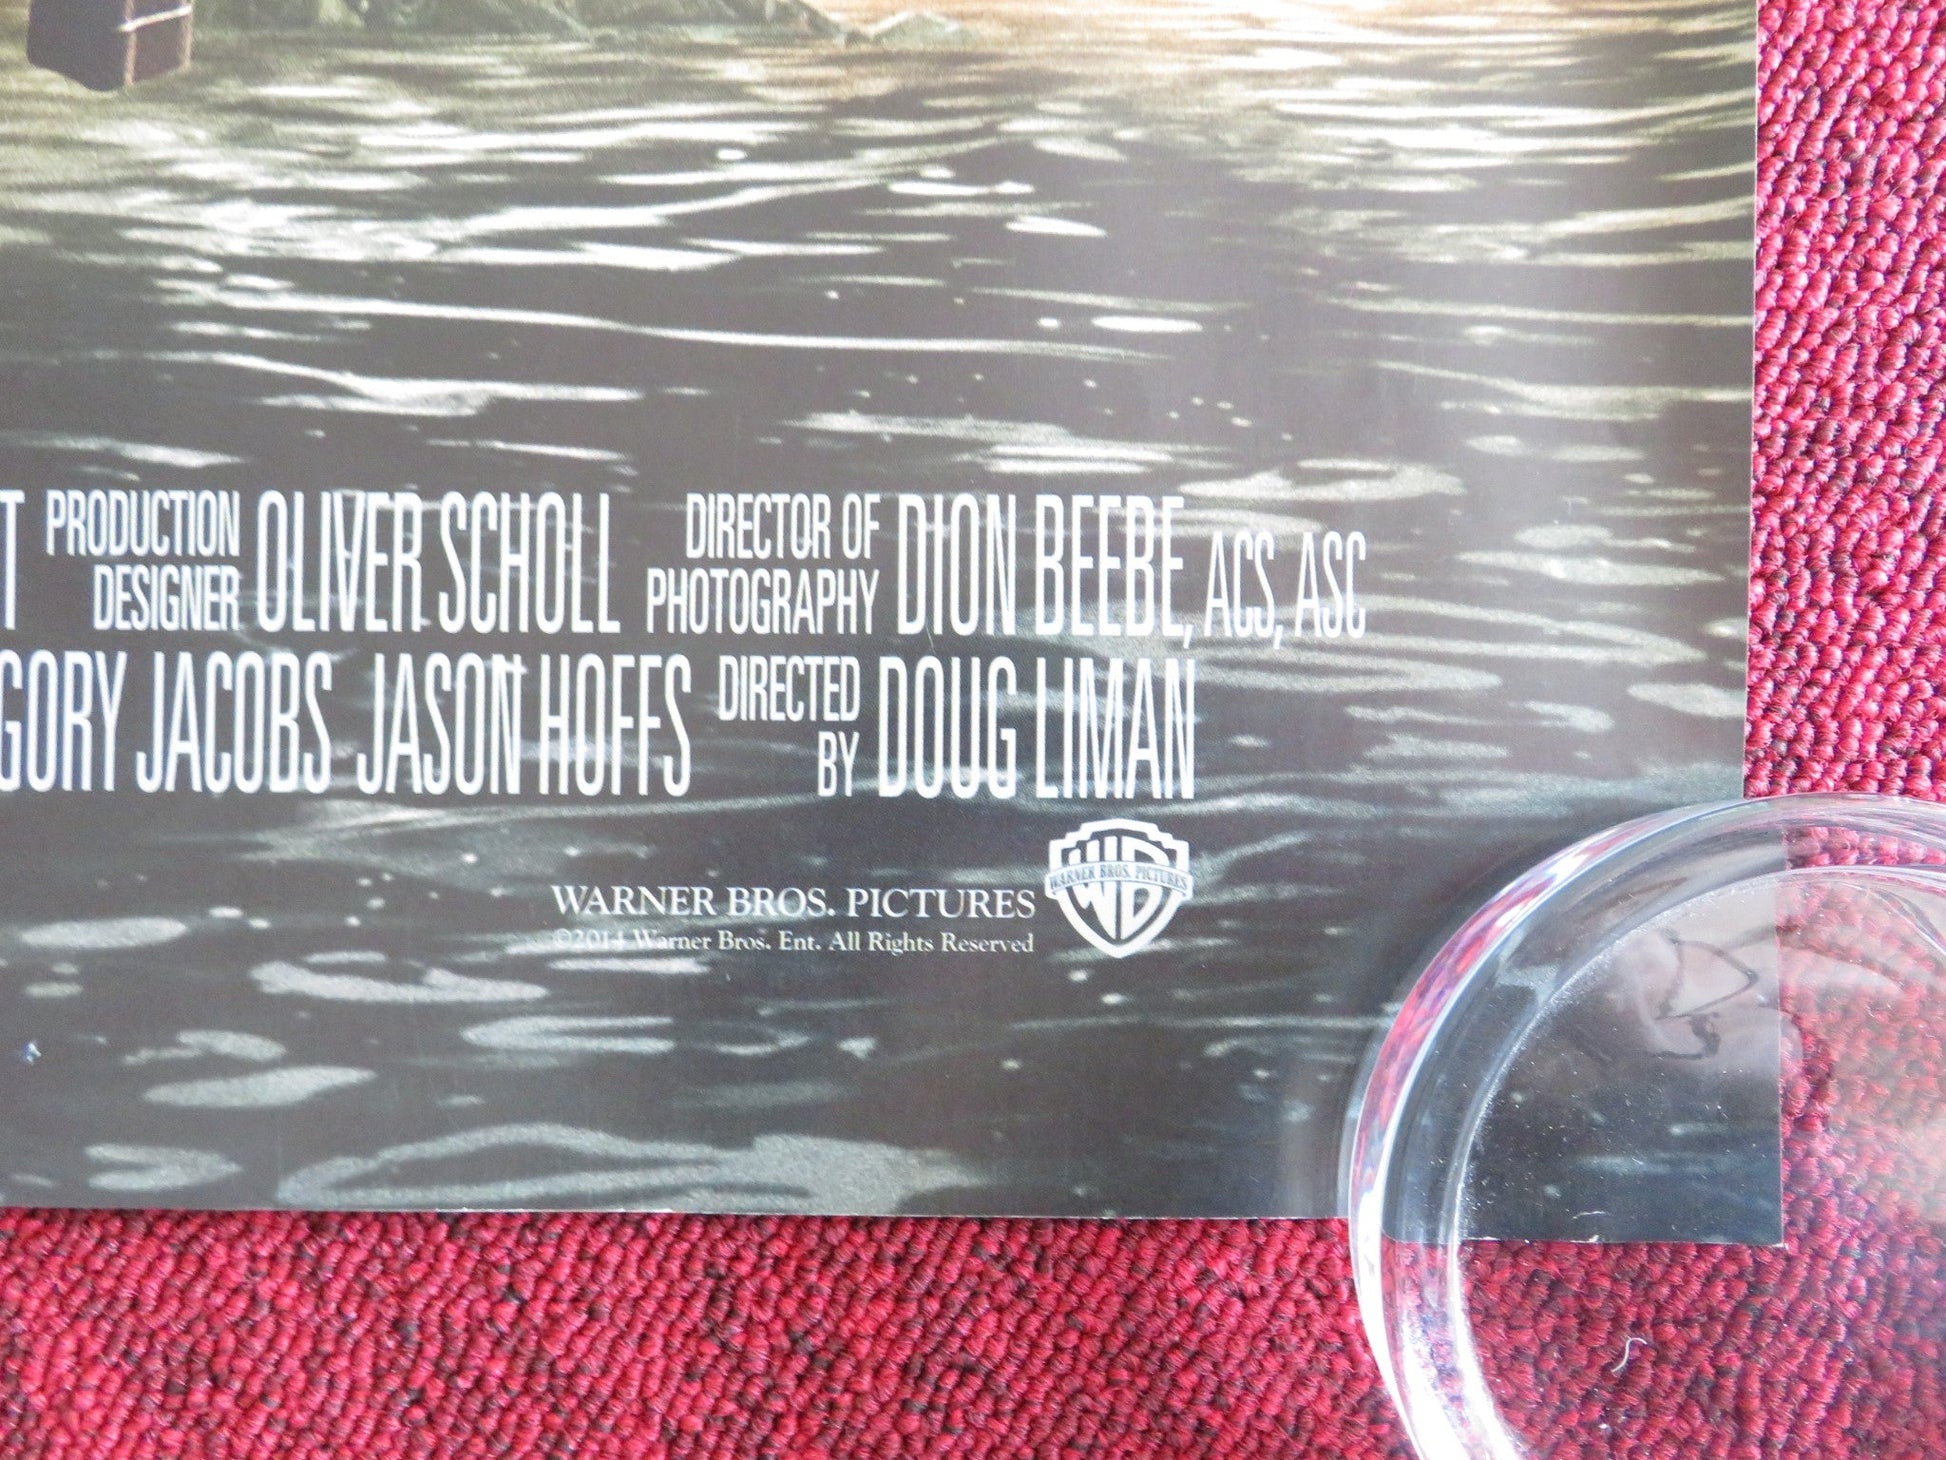 T PRODUCTION DESIGNER OLIVER SCHOLL DIRECTOR OF PHOTOGRAPHY DION BEEBE, ACS, ASC
GORY JACOBS JASON HOFFS DIRECTED BY DOUG LIMAN
WARNER BROS. PICTURES
WB
WARNER BROS. PICTURES
©2014 Warner Bros. Ent. All Rights Reserved